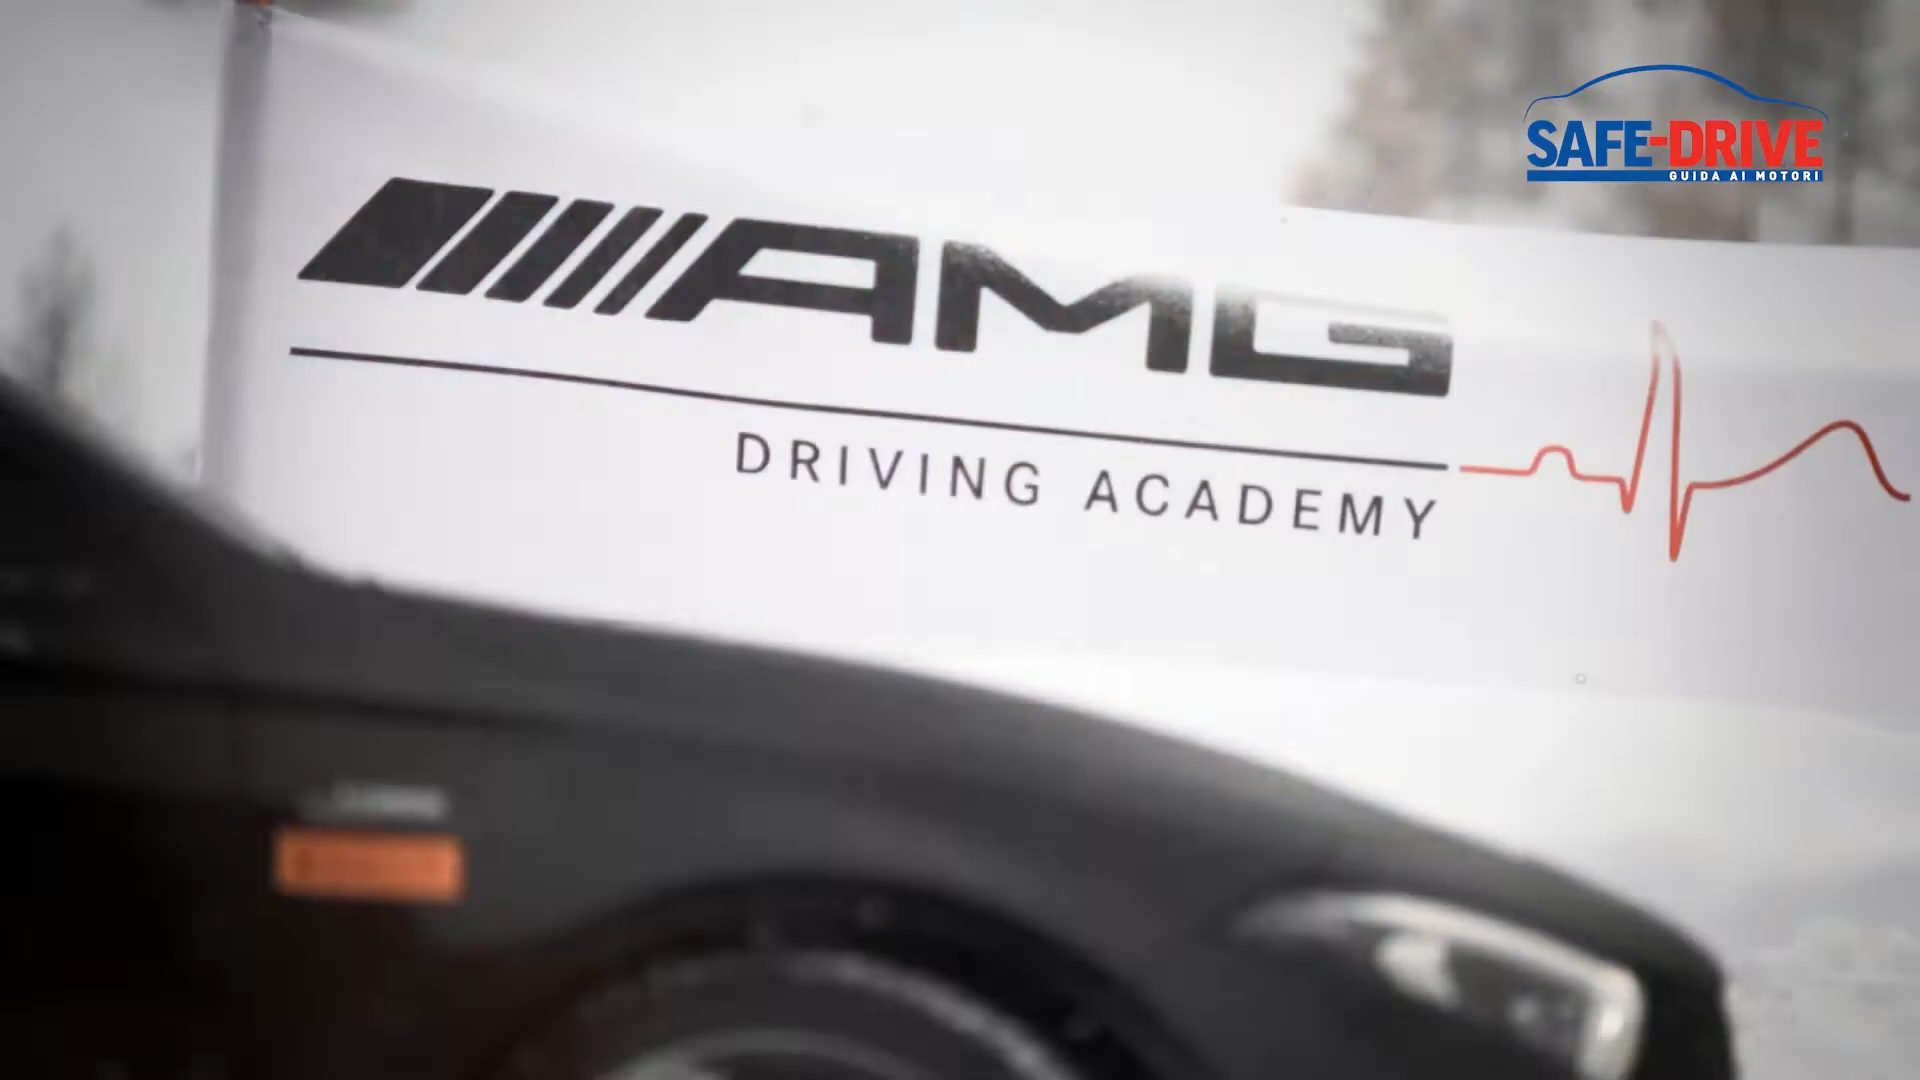 SAFE-DRIVE
GUIDA AI MOTORI
AMG
DRIVING ACADEMY